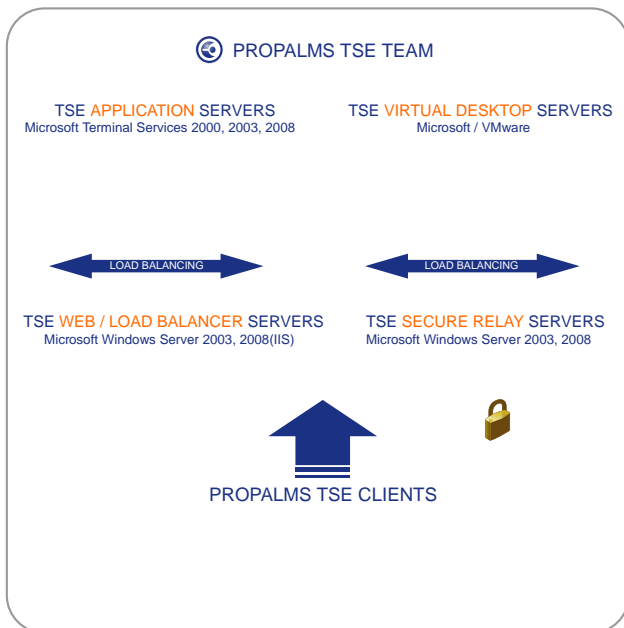 PROPALMS TSE TEAM
TSE APPLICATION SERVERS
Microsoft Terminal Services 2000, 2003, 2008
TSE VIRTUAL DESKTOP SERVERS
Microsoft / VMware
LOAD BALANCING
LOAD BALANCING
TSE WEB / LOAD BALANCER SERVERS
Microsoft Windows Server 2003, 2008(IIS)
TSE SECURE RELAY SERVERS
Microsoft Windows Server 2003, 2008
PROPALMS TSE CLIENTS